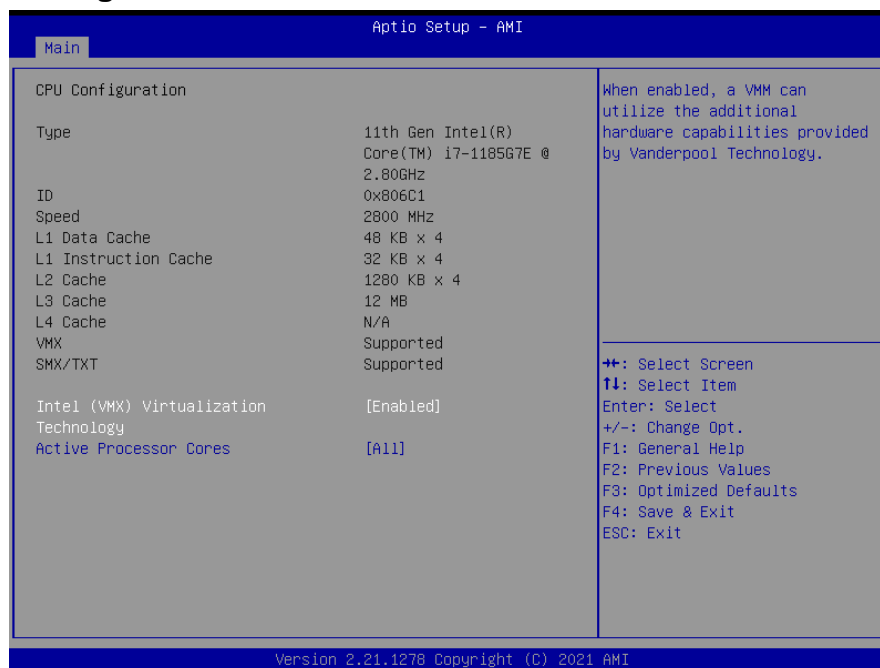 Aptio Setup – AMI
Main
CPU Configuration
Type 11th Gen Intel(R)
Core(TM) i7-1185G7E @
2.80GHz
ID 0x806C1
Speed 2800 MHz
L1 Data Cache 48 KB x 4
L1 Instruction Cache 32 KB x 4
L2 Cache 1280 KB x 4
L3 Cache 12 MB
L4 Cache N/A
VMX Supported
SMX/TXT Supported
Intel (VMX) Virtualization [Enabled]
Technology
Active Processor Cores [All]
When enabled, a VMM can
utilize the additional
hardware capabilities provided
by Vanderpool Technology.
→←: Select Screen
↑↓: Select Item
Enter: Select
+/-: Change Opt.
F1: General Help
F2: Previous Values
F3: Optimized Defaults
F4: Save & Exit
ESC: Exit
Version 2.21.1278 Copyright (C) 2021 AMI